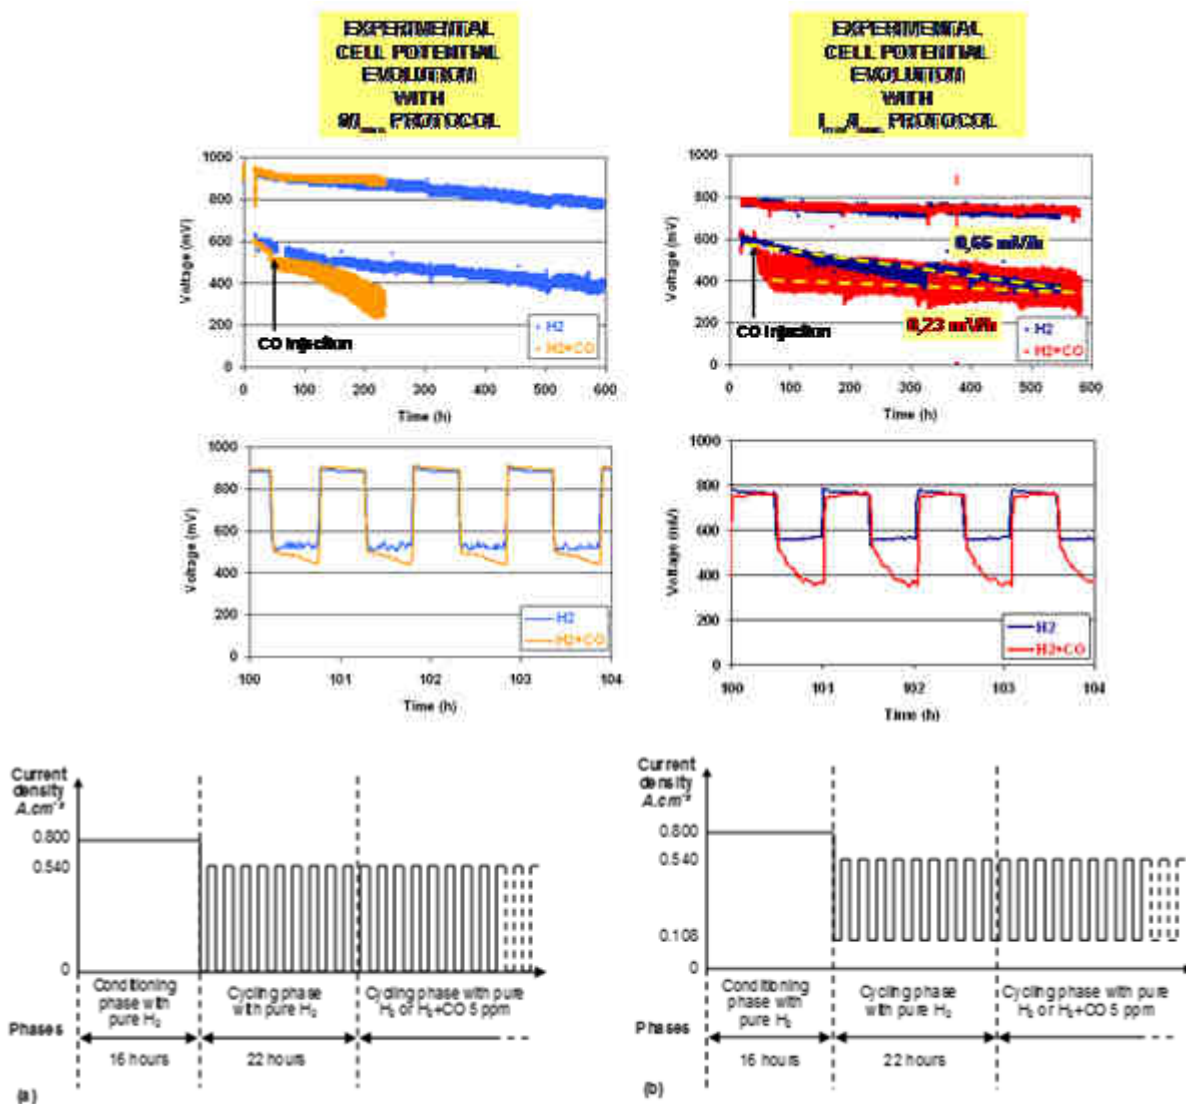 EXPERIMENTAL
CELL POTENTIAL
EVOLUTION
WITH
PROTOCOL
EXPERIMENTAL
CELL POTENTIAL
EVOLUTION
WITH
PROTOCOL
1000
800
600
400
200
0
Voltage (mV)
CO Injection
H2
H2+CO
0 100 200 300 400 500 600
Time (h)
1000
800
600
400
200
0
Voltage (mV)
0,66 mV/h
0,23 mV/h
CO Injection
H2
H2+CO
0 100 200 300 400 500 600
Time (h)
1000
800
600
400
200
0
Voltage (mV)
H2
H2+CO
100 101 102 103 104
Time (h)
1000
800
600
400
200
0
Voltage (mV)
H2
H2+CO
100 101 102 103 104
Time (h)
Current
density
A.cm⁻²
0.800
0.540
0
Conditioning
phase with
pure H₂
Cycling phase
with pure H₂
Cycling phase with pure
H₂ or H₂+CO 5 ppm
Phases
16 hours
22 hours
(a)
Current
density
A.cm⁻²
0.800
0.540
0.108
0
Conditioning
phase with
pure H₂
Cycling phase
with pure H₂
Cycling phase with pure
H₂ or H₂+CO 5 ppm
Phases
16 hours
22 hours
(b)